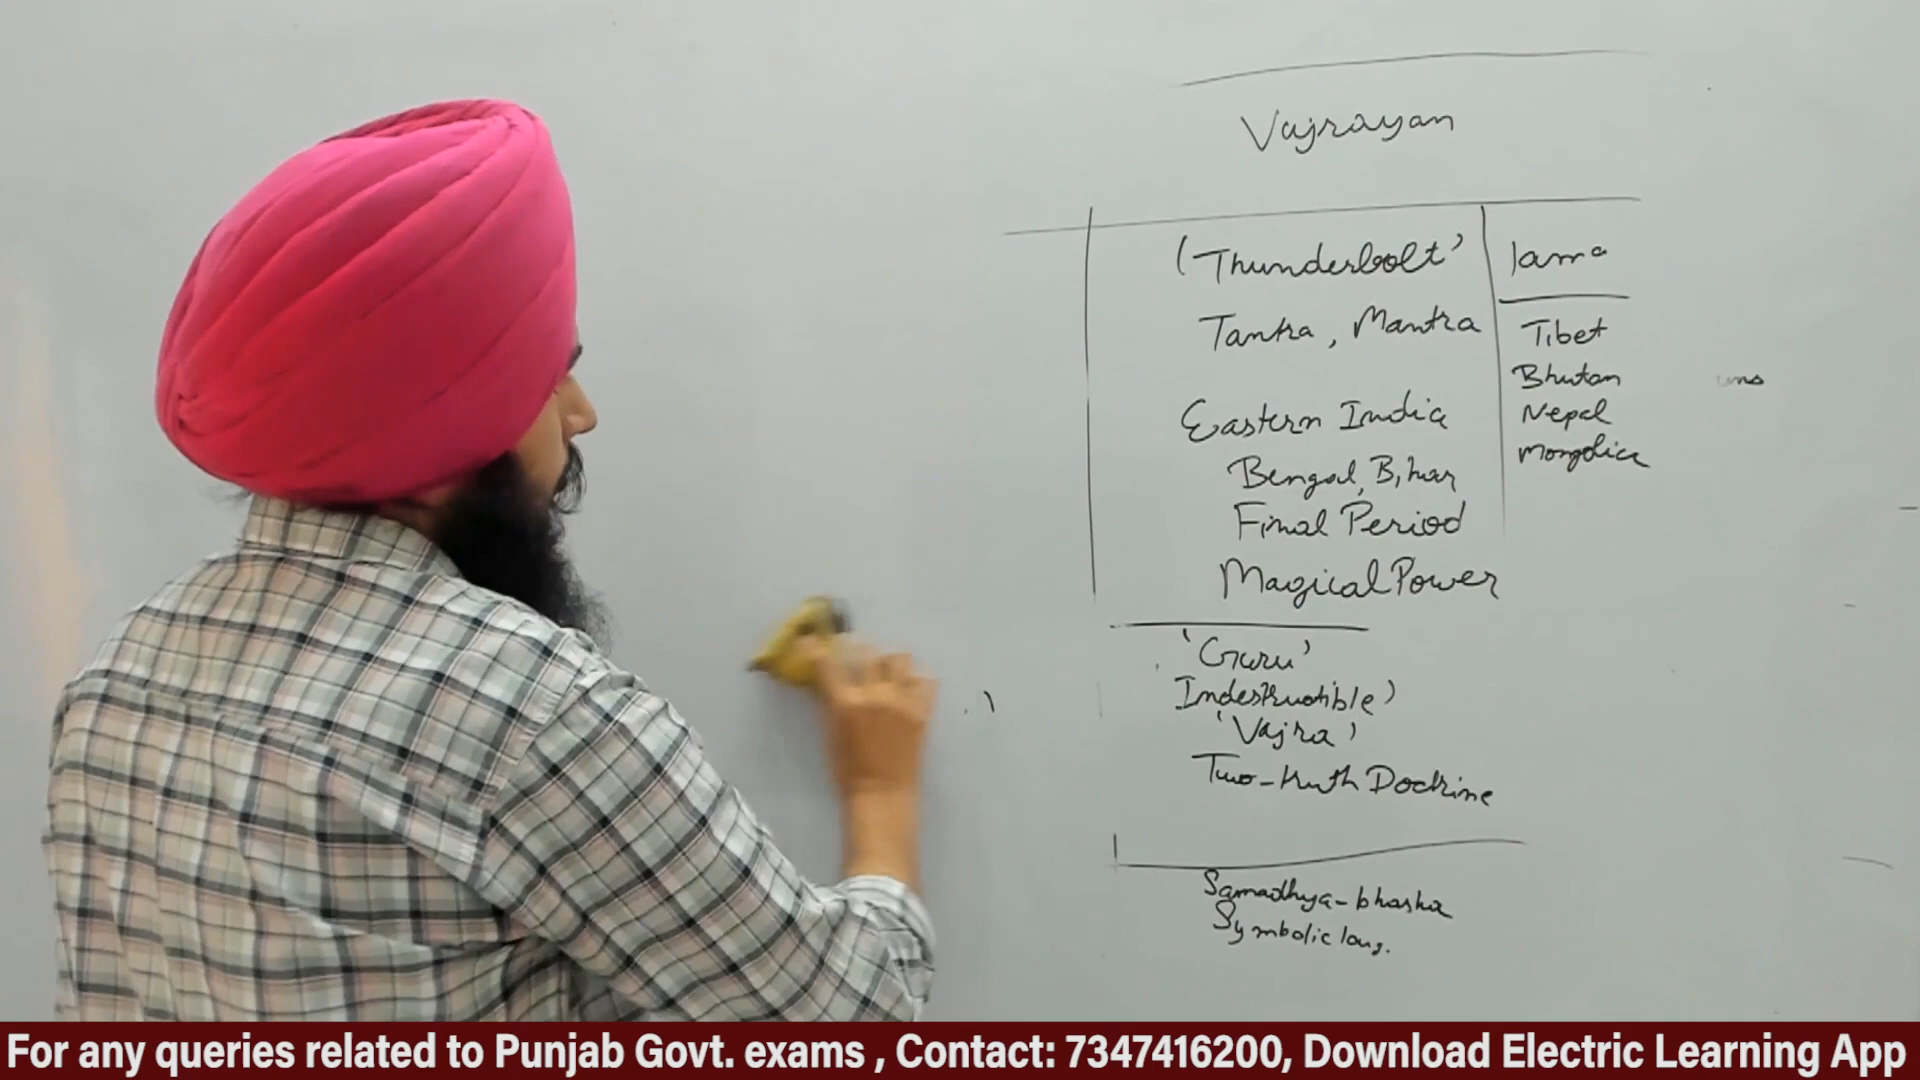 Vajrayan
'Thunderbolt'
Tantra, Mantra
Eastern India
Bengal, Bihar
Final Period
Magical Power
lama
Tibet
Bhutan
Nepal
Mongolia
'Guru'
Indestructible)
'Vajra'
Two-truth Doctrine
Samadhya-bhasha
Symbolic lang.
For any queries related to Punjab Govt. exams , Contact: 7347416200, Download Electric Learning App